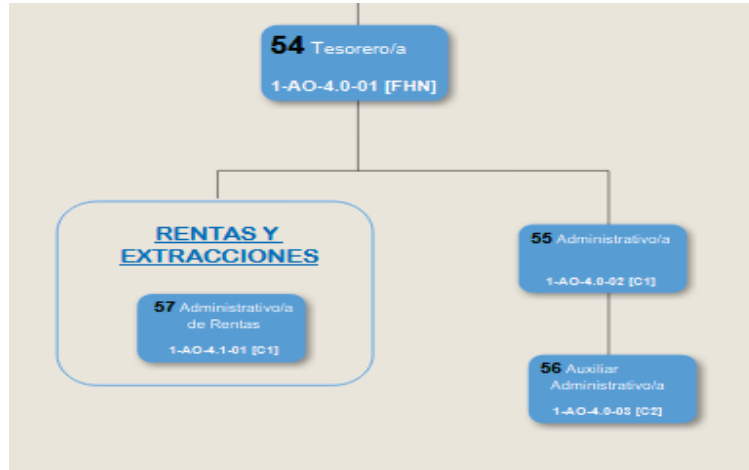 54 Tesorero/a
1-AO-4.0-01 [FHN]
RENTAS Y
EXTRACCIONES
57 Administrativo/a
de Rentas
1-AO-4.1-01 [C1]
55 Administrativo/a
1-AO-4.0-02 [C1]
56 Auxiliar
Administrativo/a
1-AO-4.0-03 [C2]